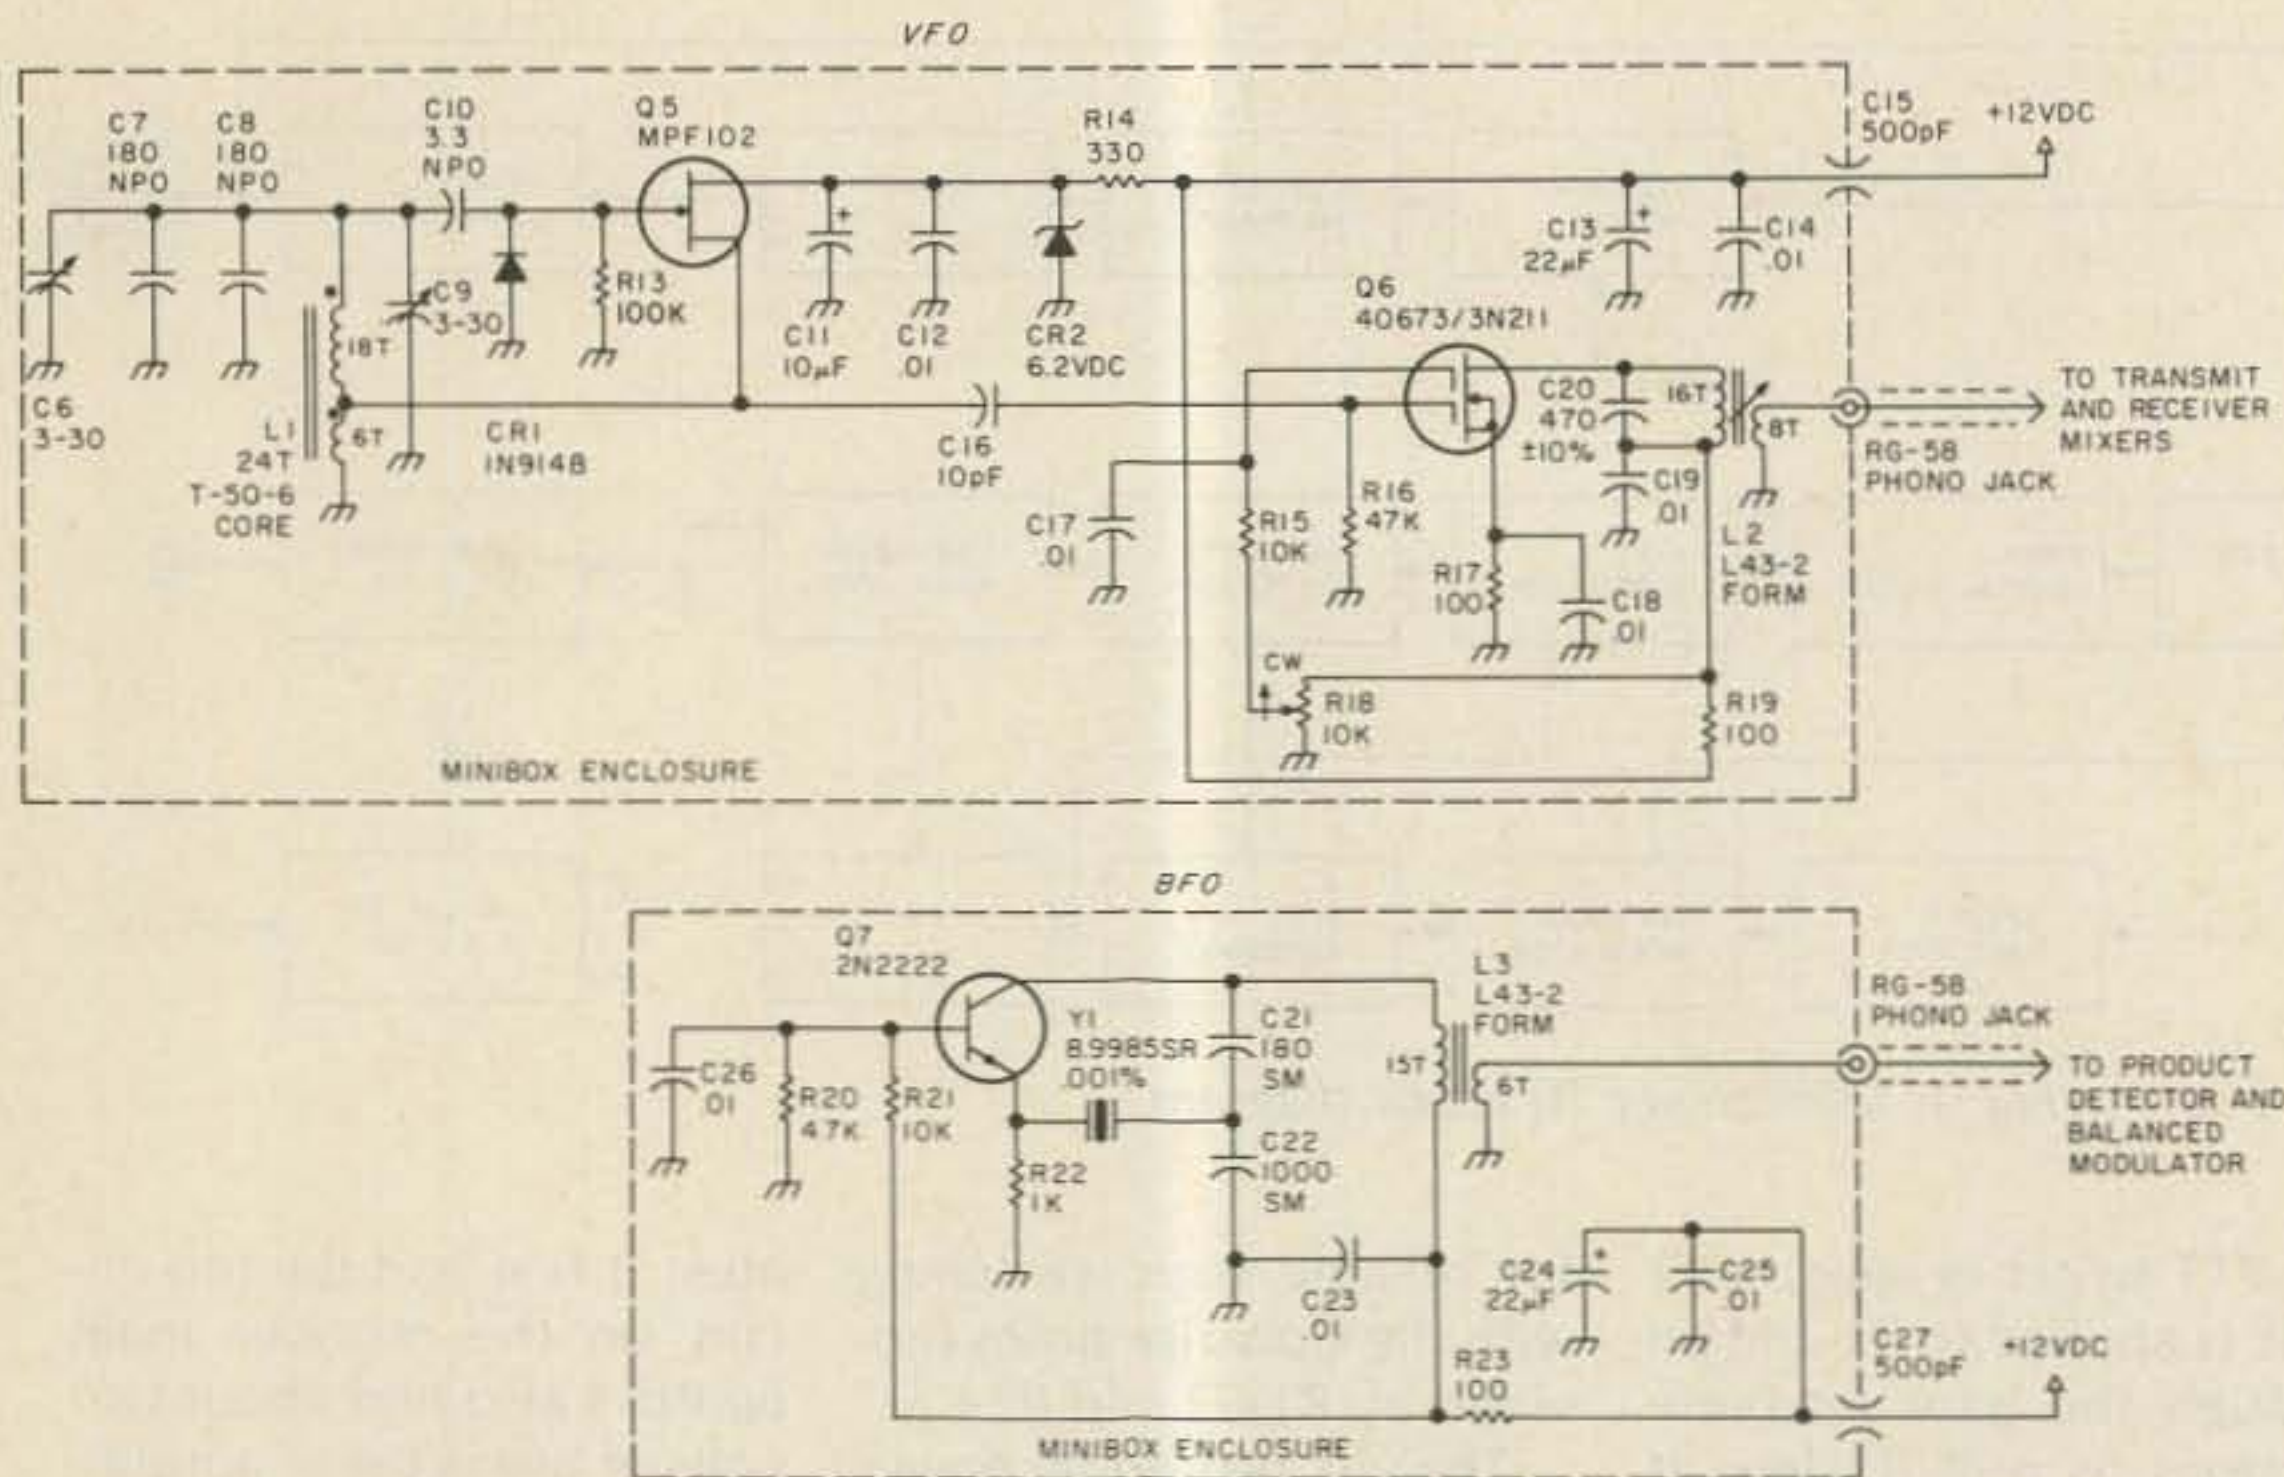 VFO
C7
180
NPO
C8
180
NPO
C10
3.3
NPO
Q5
MPF102
R14
330
C15
500pF
+12VDC
C6
3-30
L1
24T
T-50-6
CORE
18T
6T
C9
3-30
CR1
1N914B
R13
100K
+
C11
10µF
C12
.01
CR2
6.2VDC
C16
10pF
C17
.01
Q6
40673/3N211
+
C13
22µF
C14
.01
C20
470
±10%
16T
8T
TO TRANSMIT
AND RECEIVER
MIXERS
RG-58
PHONO JACK
R15
10K
R16
47K
C19
.01
L2
L43-2
FORM
R17
100
C18
.01
CW
R18
10K
R19
100
MINIBOX ENCLOSURE
BFO
Q7
2N2222
Y1
8.9985SR
.001%
C21
180
SM
L3
L43-2
FORM
RG-58
PHONO JACK
C26
.01
R20
47K
R21
10K
15T
6T
TO PRODUCT
DETECTOR AND
BALANCED
MODULATOR
R22
1K
C22
1000
SM
C23
.01
+
C24
22µF
C25
.01
R23
100
C27
500pF
+12VDC
MINIBOX ENCLOSURE